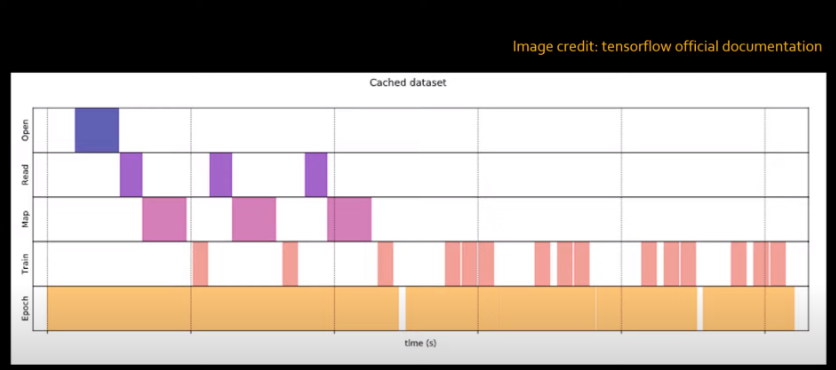 Image credit: tensorflow official documentation
Cached dataset
Open
Read
Map
Train
Epoch
time (s)